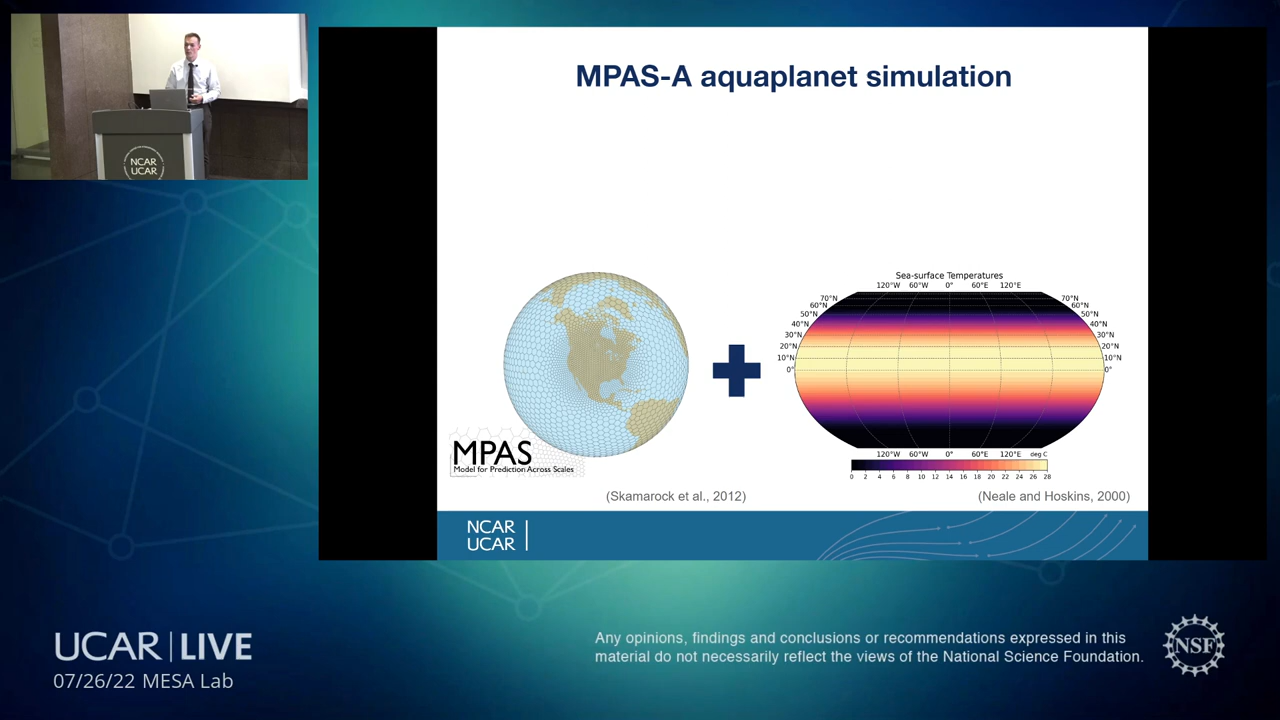 NCAR
UCAR
MPAS-A aquaplanet simulation
MPAS
Model for Prediction Across Scales
(Skamarock et al., 2012)
Sea-surface Temperatures
120°W 60°W 0° 60°E 120°E
70°N 70°N
60°N 60°N
50°N 50°N
40°N 40°N
30°N 30°N
20°N 20°N
10°N 10°N
0° 0°
120°W 60°W 0° 60°E 120°E deg C
0 2 4 6 8 10 12 14 16 18 20 22 24 26 28
(Neale and Hoskins, 2000)
NCAR
UCAR
UCAR | LIVE
07/26/22 MESA Lab
Any opinions, findings and conclusions or recommendations expressed in this
material do not necessarily reflect the views of the National Science Foundation.
NSF